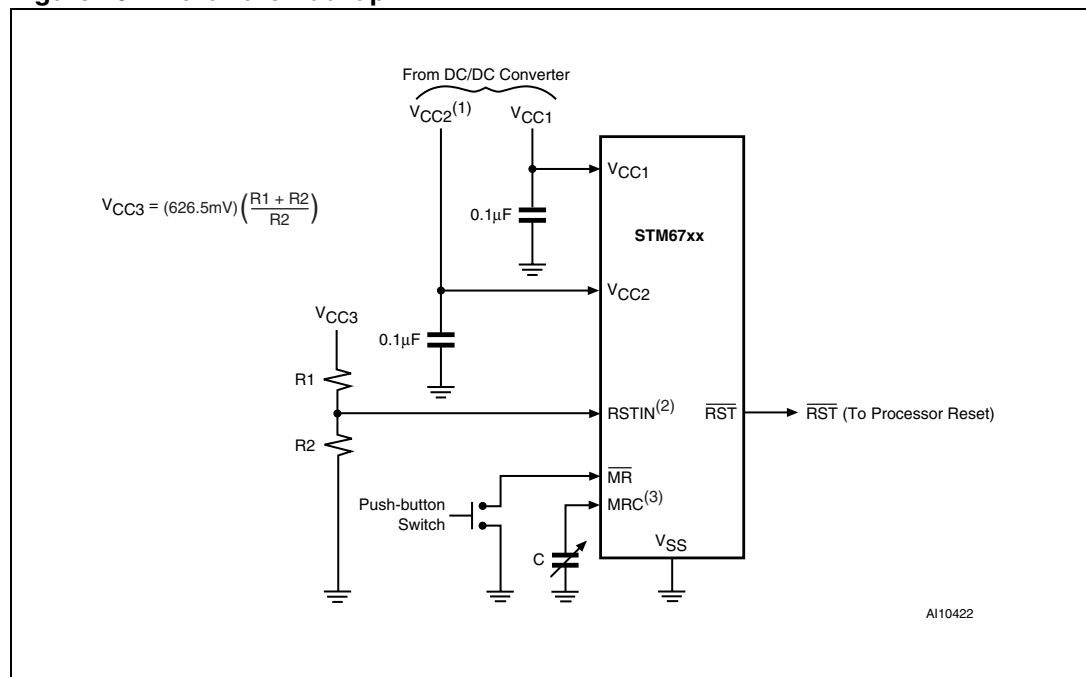 From DC/DC Converter
VCC2(1) VCC1
VCC1
VCC3 = (626.5mV) (R1 + R2 / R2)
0.1μF
STM67xx
VCC2
VCC3
0.1μF
R1
RSTIN(2) RST RST (To Processor Reset)
R2
MR
Push-button
Switch
MRC(3)
VSS
C
AI10422